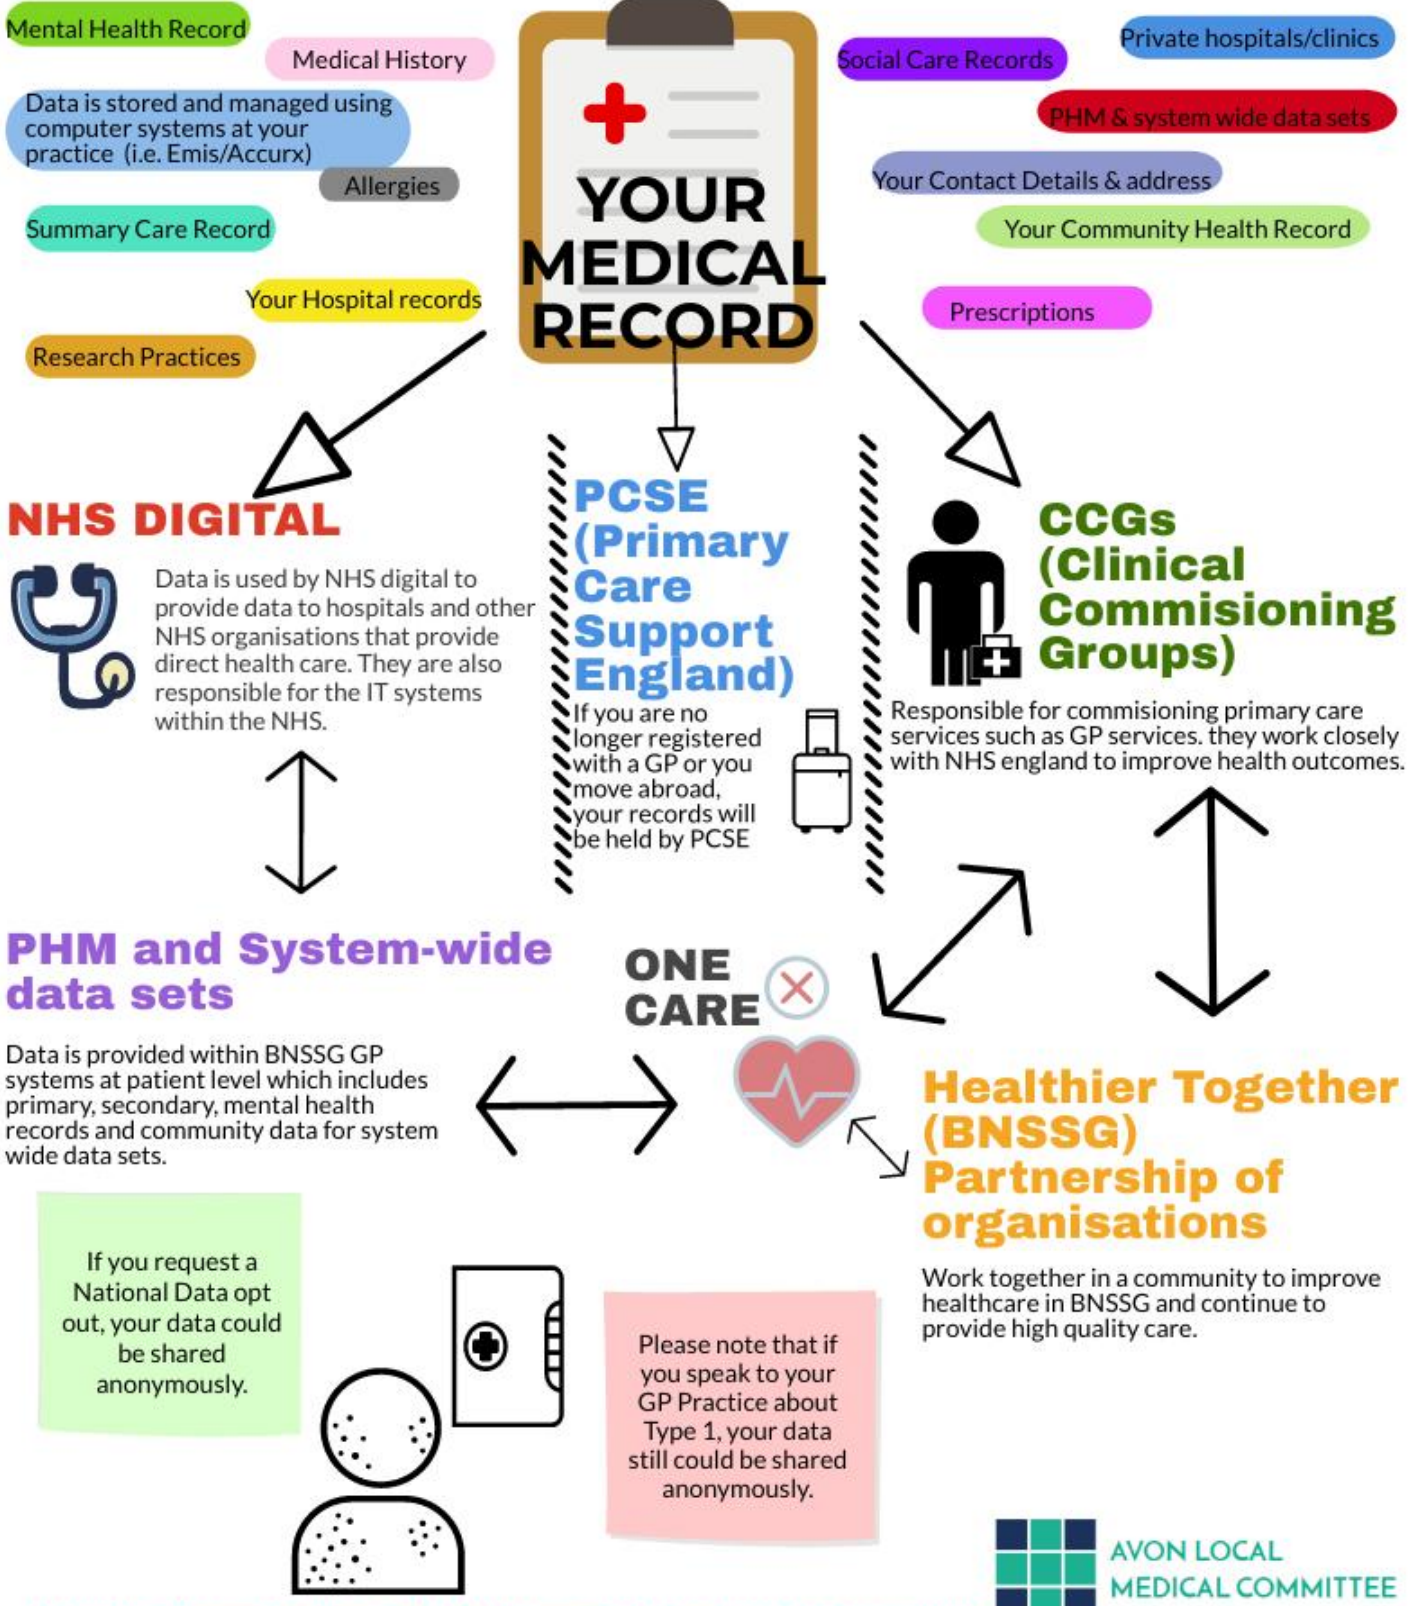 Mental Health Record
Medical History
Data is stored and managed using
computer systems at your
practice (i.e. Emis/Accurx)
Allergies
Summary Care Record
Your Hospital records
Research Practices
YOUR
MEDICAL
RECORD
Private hospitals/clinics
Social Care Records
PHM & system wide data sets
Your Contact Details & address
Your Community Health Record
Prescriptions
NHS DIGITAL
Data is used by NHS digital to
provide data to hospitals and other
NHS organisations that provide
direct health care. They are also
responsible for the IT systems
within the NHS.
PCSE
(Primary
Care
Support
England)
If you are no
longer registered
with a GP or you
move abroad,
your records will
be held by PCSE
CCGs
(Clinical
Commisioning
Groups)
Responsible for commisioning primary care
services such as GP services. they work closely
with NHS england to improve health outcomes.
PHM and System-wide
data sets
Data is provided within BNSSG GP
systems at patient level which includes
primary, secondary, mental health
records and community data for system
wide data sets.
ONE
CARE
Healthier Together
(BNSSG)
Partnership of
organisations
Work together in a community to improve
healthcare in BNSSG and continue to
provide high quality care.
If you request a
National Data opt
out, your data could
be shared
anonymously.
Please note that if
you speak to your
GP Practice about
Type 1, your data
still could be shared
anonymously.
AVON LOCAL
MEDICAL COMMITTEE